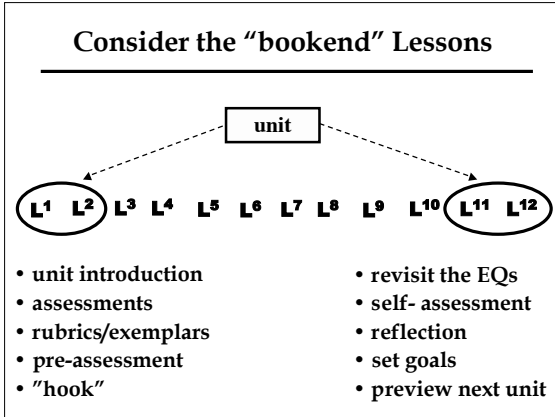 Consider the “bookend” Lessons
unit
L¹ L² L³ L⁴ L⁵ L⁶ L⁷ L⁸ L⁹ L¹⁰ L¹¹ L¹²
• unit introduction
• assessments
• rubrics/exemplars
• pre-assessment
• ”hook”
• revisit the EQs
• self- assessment
• reflection
• set goals
• preview next unit